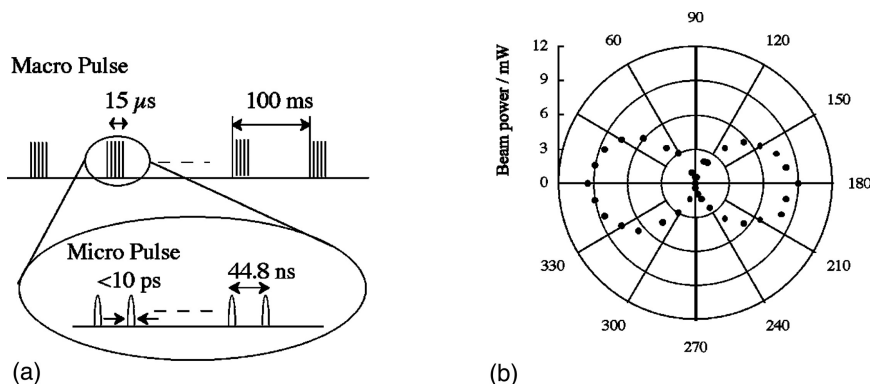 Macro Pulse
15 μs
100 ms
Micro Pulse
<10 ps
44.8 ns
(a)
Beam power / mW
12
9
6
3
0
90
60
120
150
180
330
210
300
240
270
(b)